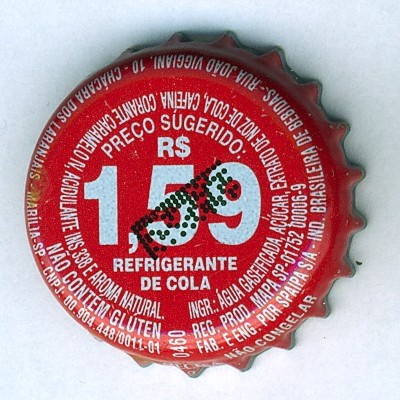 PREÇO SUGERIDO:
R$
1,59
REFRIGERANTE
DE COLA
INGR.: ÁGUA GASEIFICADA, AÇÚCAR, EXTRATO DE NOZ DE COLA, CAFEÍNA, CORANTE CARAMELO IV, ACIDULANTE INS 338 E AROMA NATURAL.
NÃO CONTÉM GLÚTEN
REG. PROD. MAPA SP 01752 00006-9
FAB. E ENG. POR SPAIPA S/A - IND. BRASILEIRA DE BEBIDAS - RUA JOÃO VIGGIANI, 10 - CHÁCARA DOS LARANJAIS - MARÍLIA-SP - CNPJ: 00.904.448/0011-01
0460
NÃO CONGELAR